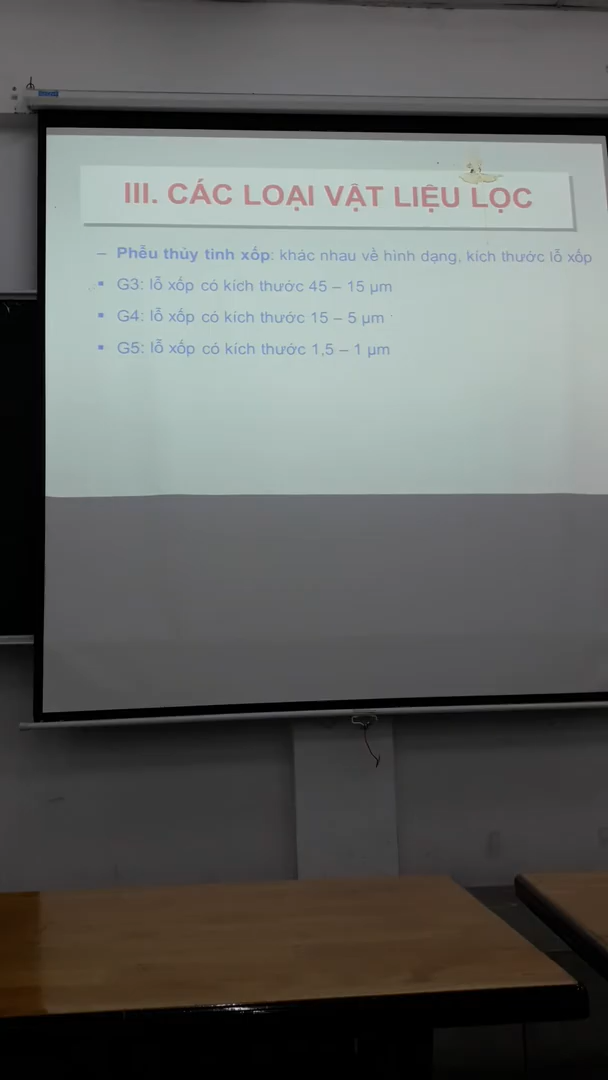 III. CÁC LOẠI VẬT LIỆU LỌC
– Phễu thủy tinh xốp: khác nhau về hình dạng, kích thước lỗ xốp
▪ G3: lỗ xốp có kích thước 45 – 15 µm
▪ G4: lỗ xốp có kích thước 15 – 5 µm
▪ G5: lỗ xốp có kích thước 1,5 – 1 µm